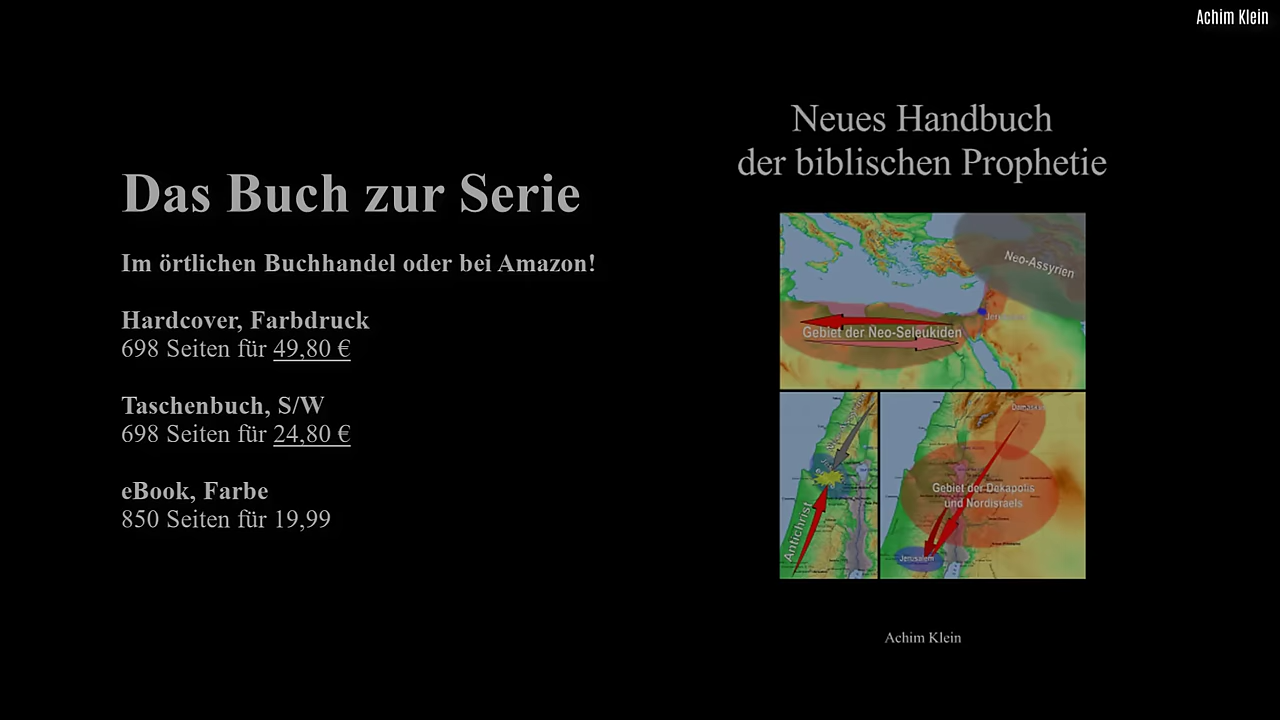 Achim Klein
Das Buch zur Serie
Im örtlichen Buchhandel oder bei Amazon!
Hardcover, Farbdruck
698 Seiten für 49,80 €
Taschenbuch, S/W
698 Seiten für 24,80 €
eBook, Farbe
850 Seiten für 19,99
Neues Handbuch
der biblischen Prophetie
Neo-Assyrien
Gebiet der Neo-Seleukiden
Antichrist
Damaskus
Gebiet der Dekapolis
und Nordisraels
Jerusalem
Achim Klein